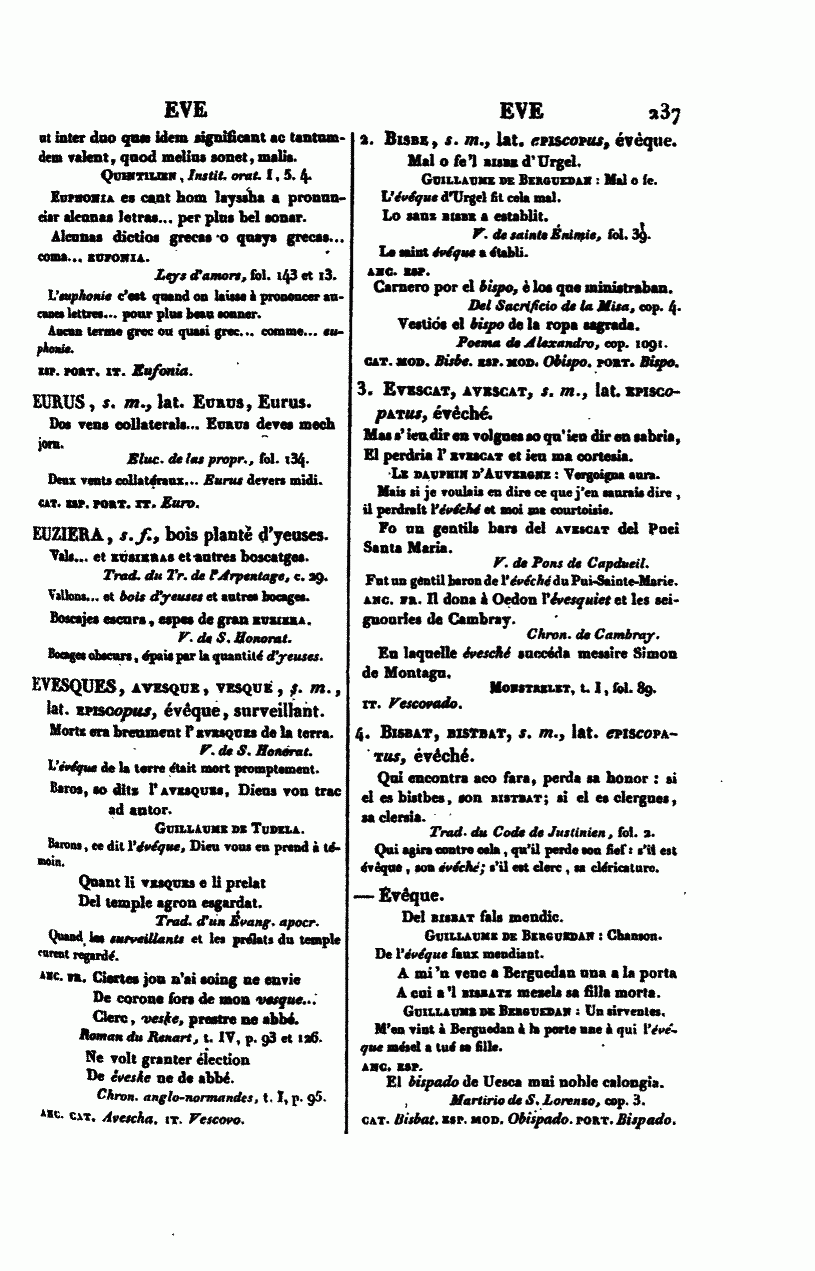 EVE
EVE 237
ut inter duo quæ idem significant ac tantum-
dem valent, quod melius sonet, malis.
QUINTILIEN, Instit. orat. I, 5. 4.
EUPHONIA es cant hom layssha a pronun-
ciar alcunas letras... per plus bel sonar.
Alcunas dictios grecas o quays grecas...
coma... EUFONIA.
Leys d'amors, fol. 143 et 13.
L'euphonie c'est quand on laisse à prononcer au-
cunes lettres... pour plus beau sonner.
Aucun terme grec ou quasi grec... comme... eu-
phonie.
ESP. PORT. IT. Eufonia.
EURUS, s. m., lat. EURUS, Eurus.
Dos vens collaterals... EURUS deves mech
jorn.
Eluc. de las propr., fol. 134.
Deux vents collatéraux... Eurus devers midi.
CAT. ESP. PORT. IT. Euro.
EUZIERA, s. f., bois planté d'yeuses.
Vals... et EUSIERAS et autres boscatges.
Trad. du Tr. de l'Arpentage, c. 29.
Vallons... et bois d'yeuses et autres bocages.
Boscajes escurs, espes de gran EUZIERA.
V. de S. Honorat.
Bocages obscurs, épais par la quantité d'yeuses.
EVESQUES, AVESQUE, VESQUE, s. m.,
lat. EPISCOPUS, évêque, surveillant.
Mortz era breument l'AVESQUES de la terra.
V. de S. Honorat.
L'évêque de la terre était mort promptement.
Baros, so ditz l'AVESQUES, Dieus von trac
ad autor.
GUILLAUME DE TUDELA.
Barons, ce dit l'évêque, Dieu vous en prend à té-
moin.
Quant li VESQUES e li prelat
Del temple agron esgardat.
Trad. d'un Évang. apocr.
Quand les surveillants et les prélats du temple
eurent regardé.
ANC. FR. Ciertes jou n'ai soing ne envie
De corone fors de mon vesque...
Clerc, veske, prestre ne abbé.
Roman du Renart, t. IV, p. 93 et 126.
Ne volt granter élection
De éveske ne de abbé.
Chron. anglo-normandes, t. I, p. 95.
ANC. CAT. Avescha. IT. Vescovo.
2. BISBE, s. m., lat. EPISCOPUS, évêque.
Mal o fe'l BISBE d'Urgel.
GUILLAUME DE BERGUEDAN : Mal o fe.
L'évêque d'Urgel fit cela mal.
Lo sanz BISBE a establit.
V. de sainte Énimie, fol. 39.
Le saint évêque a établi.
ANC. ESP.
Carnero por el bispo, è los que ministraban.
Del Sacrificio de la Misa, cop. 4.
Vestiós el bispo de la ropa sagrada.
Poema de Alexandro, cop. 1091.
CAT. MOD. Bisbe. ESP. MOD. Obispo. PORT. Bispo.
3. EVESCAT, AVESCAT, s. m., lat. EPISCO-
PATUS, évêché.
Mas s'ieu dir en volgues so qu'ieu dir en sabria,
El perdria l'EVESCAT et ieu ma cortesia.
LE DAUPHIN D'AUVERGNE : Vergoigna aura.
Mais si je voulais en dire ce que j'en saurais dire,
il perdrait l'évêché et moi ma courtoisie.
Fo un gentils bars del AVESCAT del Puei
Santa Maria.
V. de Pons de Capdueil.
Fut un gentil baron de l'évêché du Pui-Sainte-Marie.
ANC. FR. Il dona à Oedon l'évesquiet et les sei-
gnouries de Cambray.
Chron. de Cambray.
En laquelle évesché succéda messire Simon
de Montagu.
MONSTRELET, t. I, fol. 89.
IT. Vescovado.
4. BISBAT, BISTBAT, s. m., lat. EPISCOPA-
TUS, évêché.
Qui encontra aco fara, perda sa honor : si
el es bistbes, son BISTBAT; si el es clergues,
sa clersia.
Trad. du Code de Justinien, fol. 2.
Qui agira contre cela, qu'il perde son fief : s'il est
évêque, son évêché; s'il est clerc, sa cléricature.
— Évêque.
Del BISBAT fals mendic.
GUILLAUME DE BERGUEDAN : Chanson.
De l'évêque faux mendiant.
A mi'n venc a Berguedan una a la porta
A cui a'l BISBATZ mezels sa filla morta.
GUILLAUME DE BERGUEDAN : Un sirventes.
M'en vint à Berguedan à la porte une à qui l'évê-
que mésel a tué sa fille.
ANC. ESP.
El bispado de Uesca mui noble calongia.
Martirio de S. Lorenso, cop. 3.
CAT. Bisbat. ESP. MOD. Obispado. PORT. Bispado.